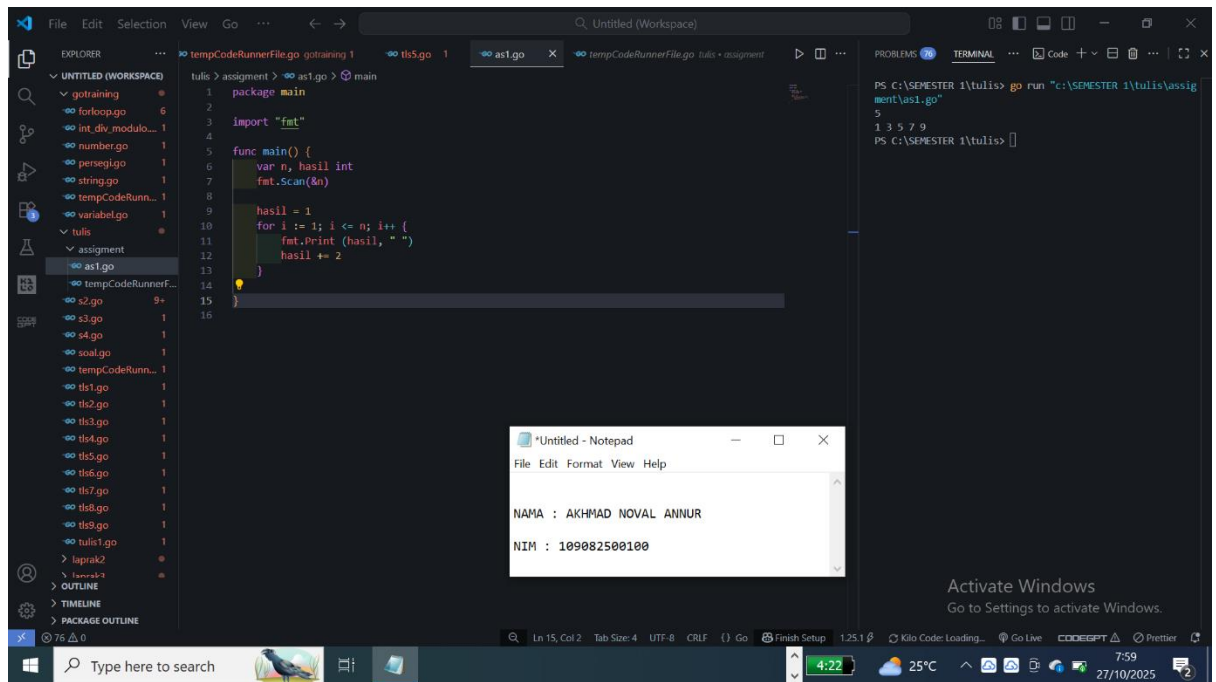 File Edit Selection View Go ··· Untitled (Workspace)
EXPLORER ···
UNTITLED (WORKSPACE)
gotraining
forloop.go 6
int_div_modulo.... 1
number.go 1
persegi.go 1
string.go 1
tempCodeRunn... 1
variabel.go 1
tulis
assigment
as1.go
tempCodeRunnerF...
s2.go 9+
s3.go 1
s4.go 1
soal.go 1
tempCodeRunn... 1
tls1.go 1
tls2.go 1
tls3.go 1
tls4.go 1
tls5.go 1
tls6.go 1
tls7.go 1
tls8.go 1
tls9.go 1
tulis1.go 1
laprak2
laprak3
OUTLINE
TIMELINE
PACKAGE OUTLINE
tempCodeRunnerFile.go gotraining 1 tls5.go 1 as1.go tempCodeRunnerFile.go tulis • assigment
tulis > assigment > as1.go > main
1 package main
2
3 import "fmt"
4
5 func main() {
6 var n, hasil int
7 fmt.Scan(&n)
8
9 hasil = 1
10 for i := 1; i <= n; i++ {
11 fmt.Print (hasil, " ")
12 hasil += 2
13 }
14
15 }
16
PROBLEMS 76 TERMINAL ··· Code
PS C:\SEMESTER 1\tulis> go run "c:\SEMESTER 1\tulis\assig
ment\as1.go"
5
1 3 5 7 9
PS C:\SEMESTER 1\tulis>
*Untitled - Notepad
File Edit Format View Help
NAMA : AKHMAD NOVAL ANNUR
NIM : 109082500100
Activate Windows
Go to Settings to activate Windows.
76 0 Ln 15, Col 2 Tab Size: 4 UTF-8 CRLF {} Go Finish Setup 1.25.1 Kilo Code: Loading... Go Live CODEGPT Prettier
Type here to search 4:22 25°C 7:59
27/10/2025
2